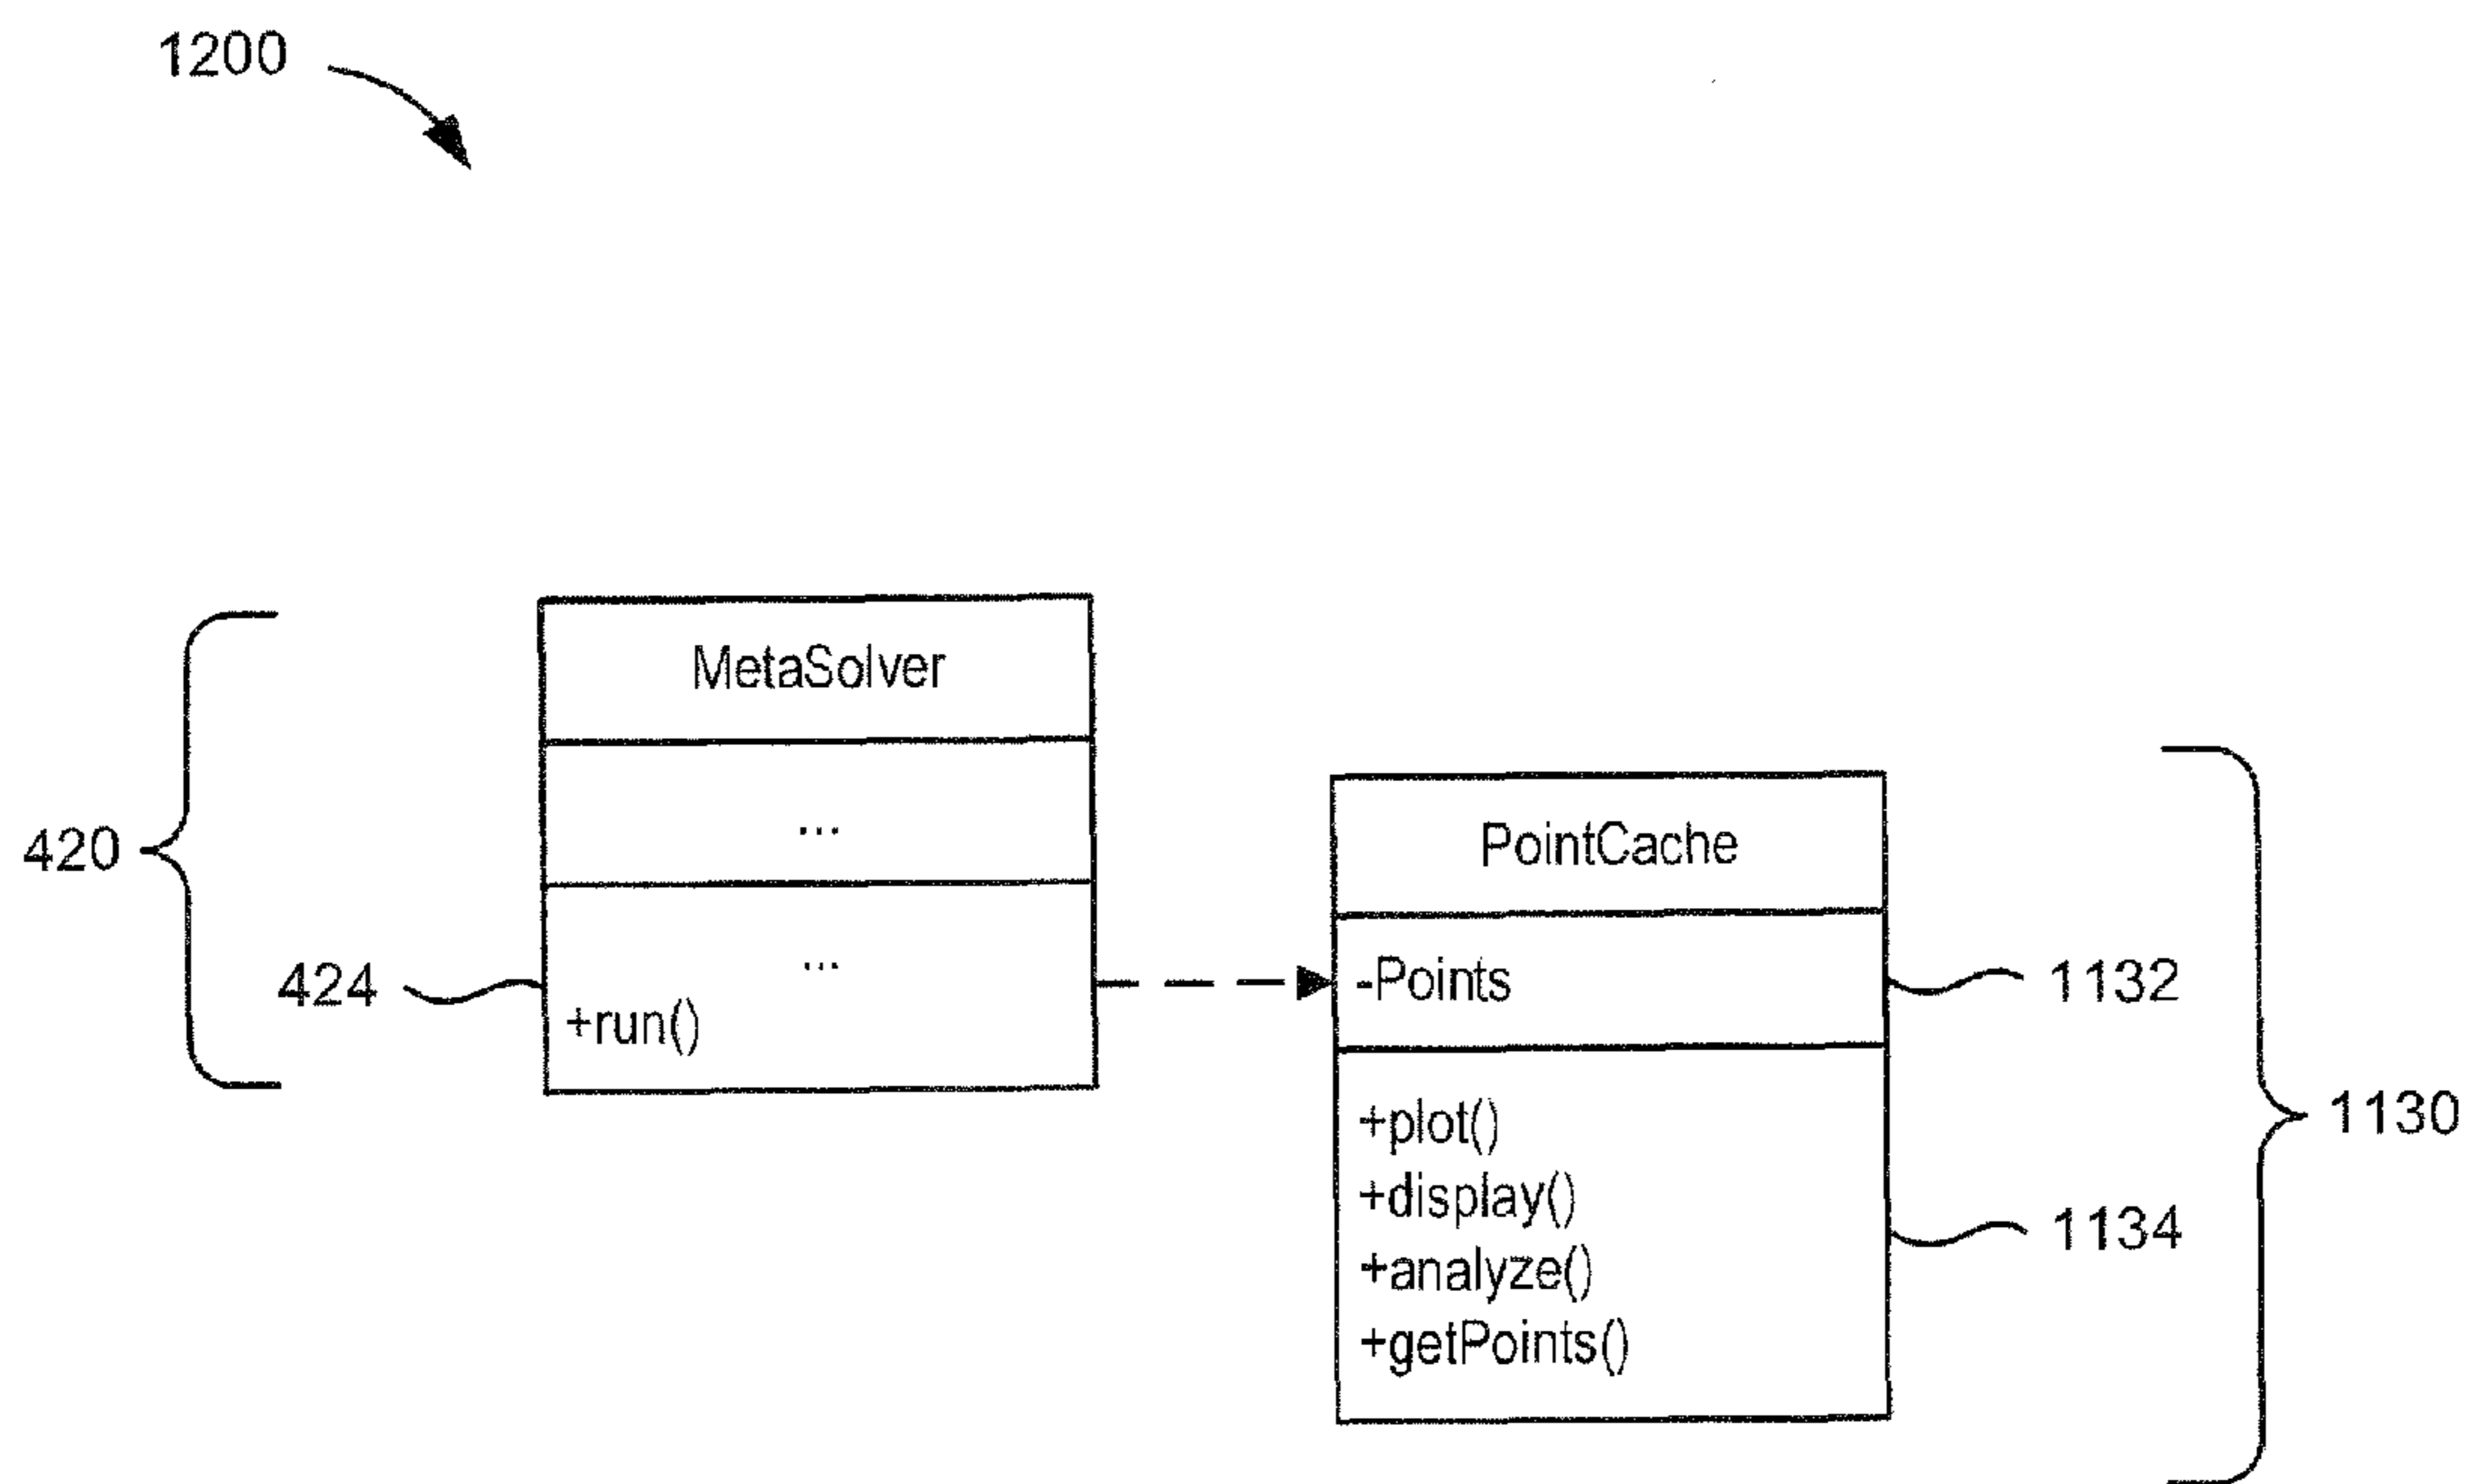 1200
MetaSolver
...
...
+run()
420
424
PointCache
-Points
+plot()
+display()
+analyze()
+getPoints()
1132
1134
1130